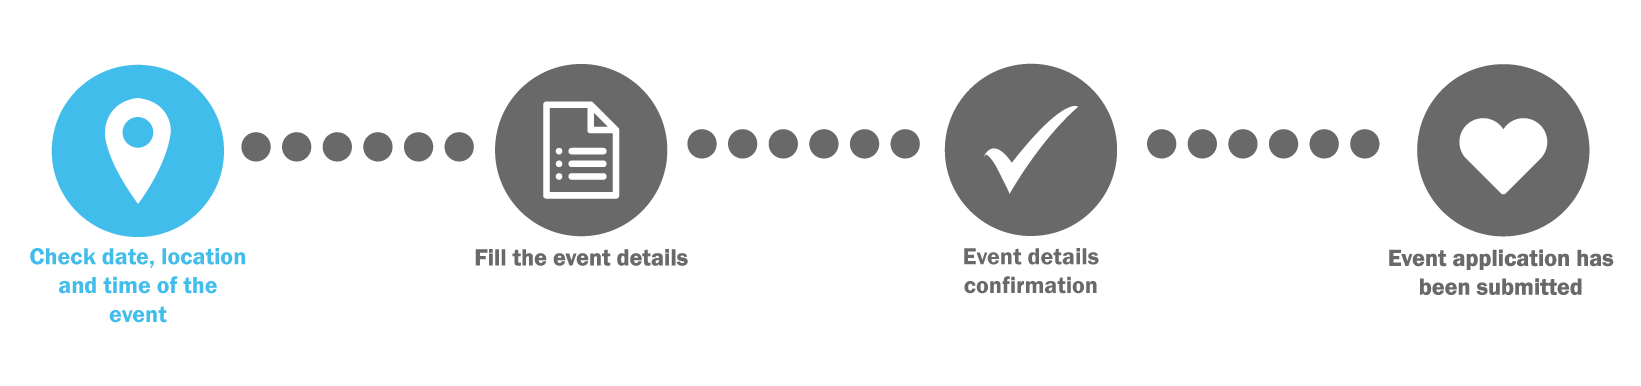 Check date, location
and time of the
event
Fill the event details
Event details
confirmation
Event application has
been submitted